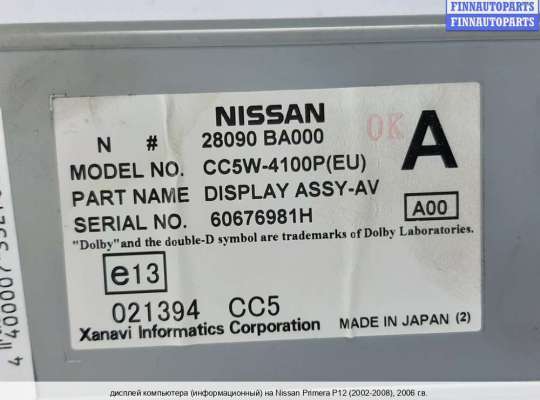 FINNAUTOPARTS
FINNAUTOPARTS
FINNAUTOPARTS
NISSAN
N # 28090 BA000
OK
A
MODEL NO. CC5W-4100P(EU)
PART NAME DISPLAY ASSY-AV
SERIAL NO. 60676981H
A00
"Dolby"and the double-D symbol are trademarks of Dolby Laboratories.
e13
021394 CC5
Xanavi Informatics Corporation
MADE IN JAPAN (2)
дисплей компьютера (информационный) на Nissan Primera P12 (2002-2008), 2006 г.в.